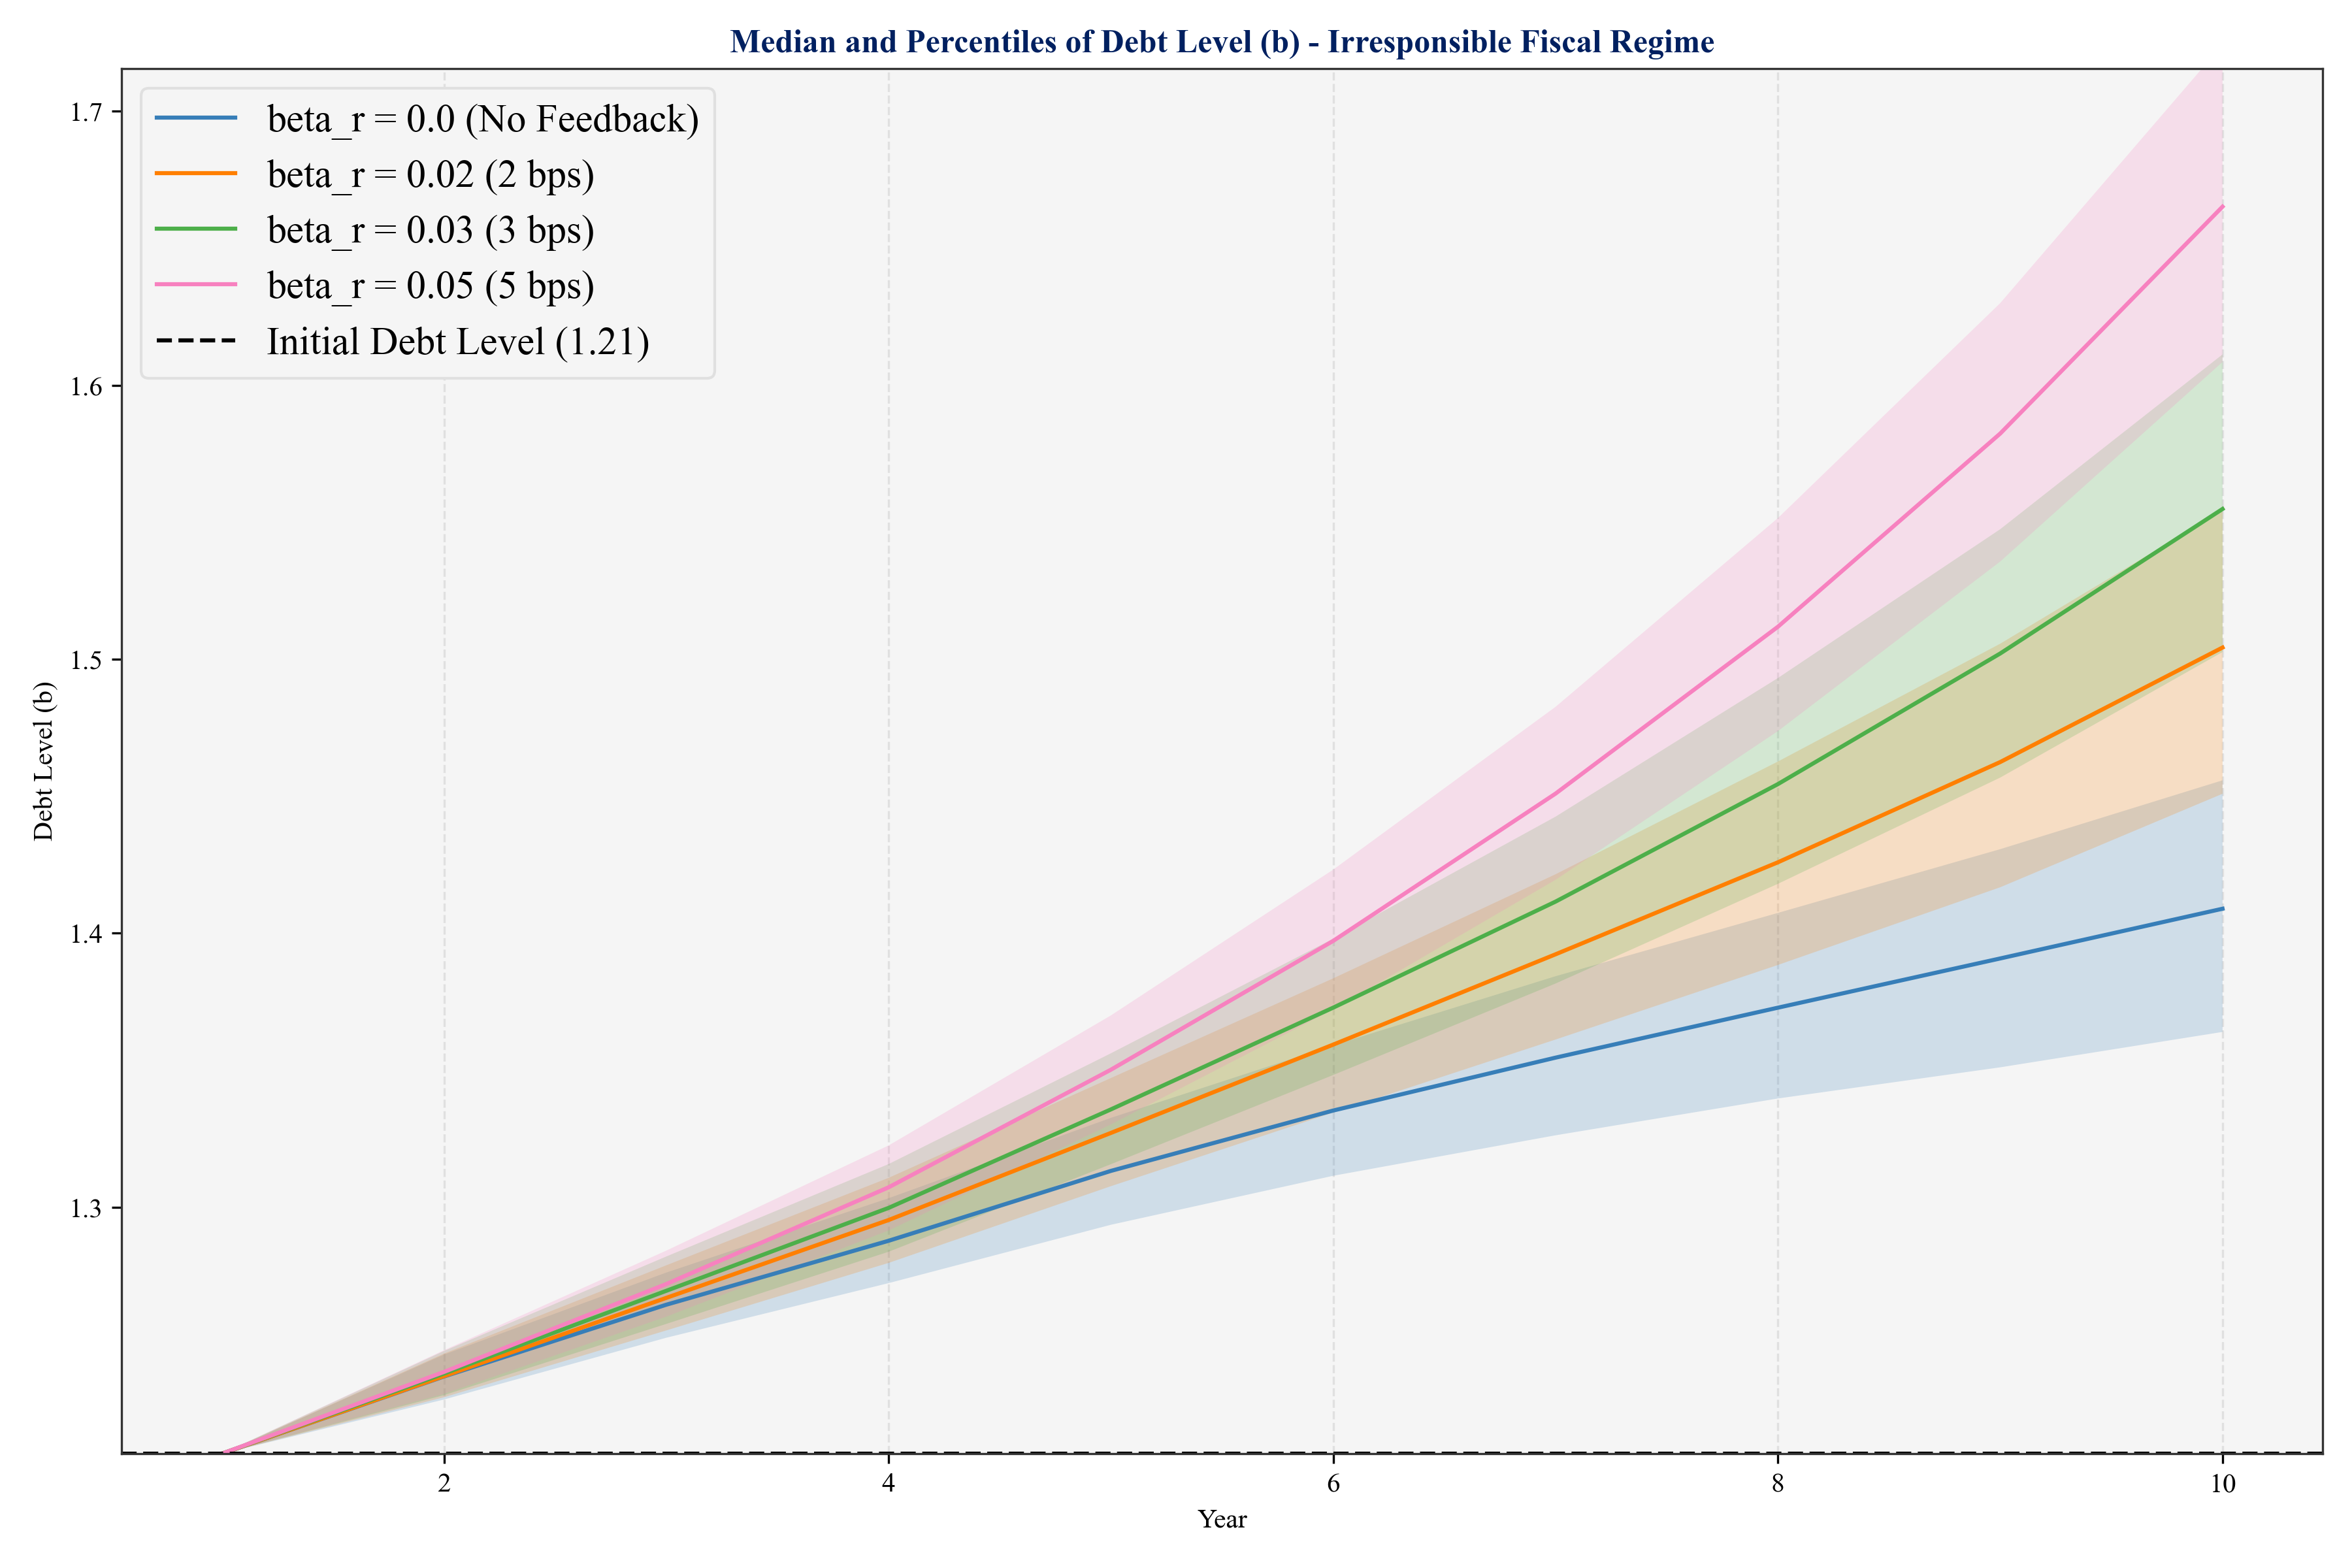 Median and Percentiles of Debt Level (b) - Irresponsible Fiscal Regime
beta_r = 0.0 (No Feedback)
beta_r = 0.02 (2 bps)
beta_r = 0.03 (3 bps)
beta_r = 0.05 (5 bps)
Initial Debt Level (1.21)
1.7
1.6
1.5
1.4
1.3
Debt Level (b)
2 4 6 8 10
Year